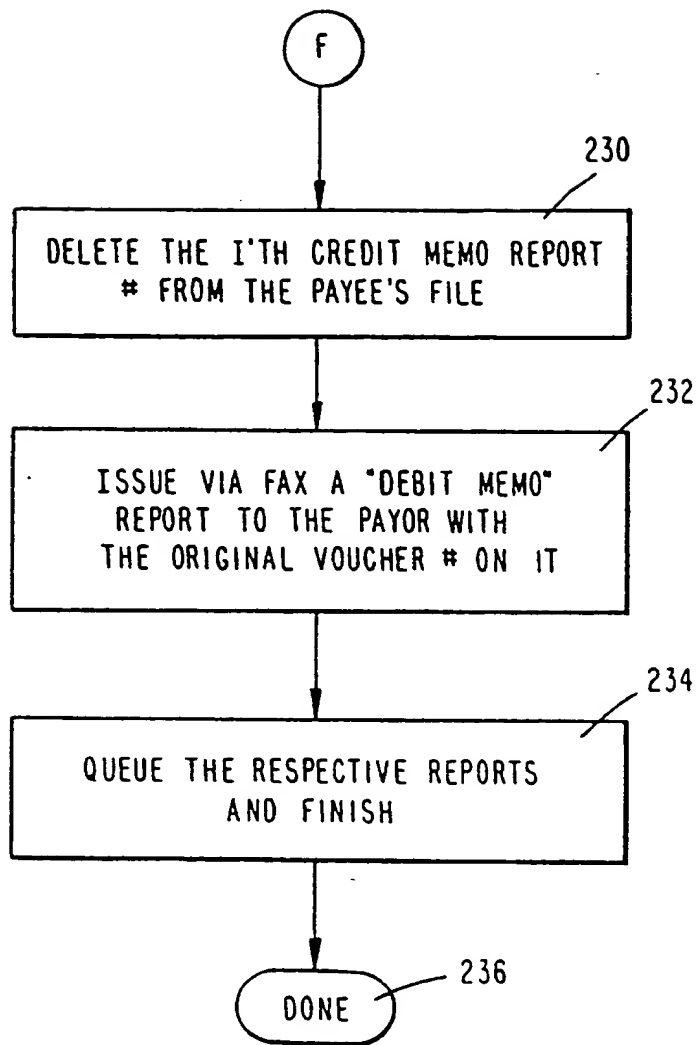 F
230
DELETE THE I'TH CREDIT MEMO REPORT
# FROM THE PAYEE'S FILE
232
ISSUE VIA FAX A "DEBIT MEMO"
REPORT TO THE PAYOR WITH
THE ORIGINAL VOUCHER # ON IT
234
QUEUE THE RESPECTIVE REPORTS
AND FINISH
236
DONE